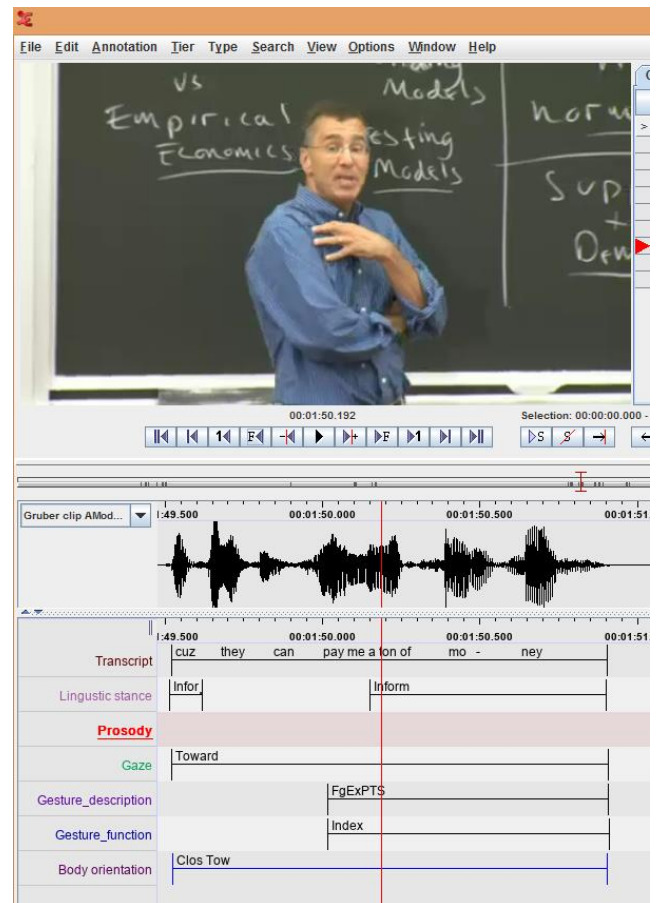 File Edit Annotation Tier Type Search View Options Window Help
vs
Empirical
Economics
Models
Models
00:01:50.192
Selection: 00:00:00.000 -
Gruber clip AMod...
1:49.500 00:01:50.000 00:01:50.500 00:01:51
1:49.500 00:01:50.000 00:01:50.500 00:01:51
Transcript cuz they can pay me a ton of mo - ney
Lingustic stance Infor Inform
Prosody
Gaze Toward
Gesture_description FgExPTS
Gesture_function Index
Body orientation Clos Tow